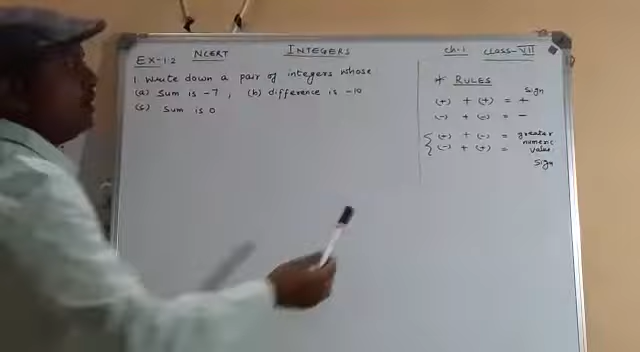 EX-1.2 NCERT INTEGERS ch-1 class-VII
1. Write down a pair of integers whose
(a) Sum is -7, (b) difference is -10
(c) Sum is 0
* RULES
sign
(+) + (+) = +
(-) + (-) = -
(+) + (-) = greater
(-) + (+) = numeric
value
sign